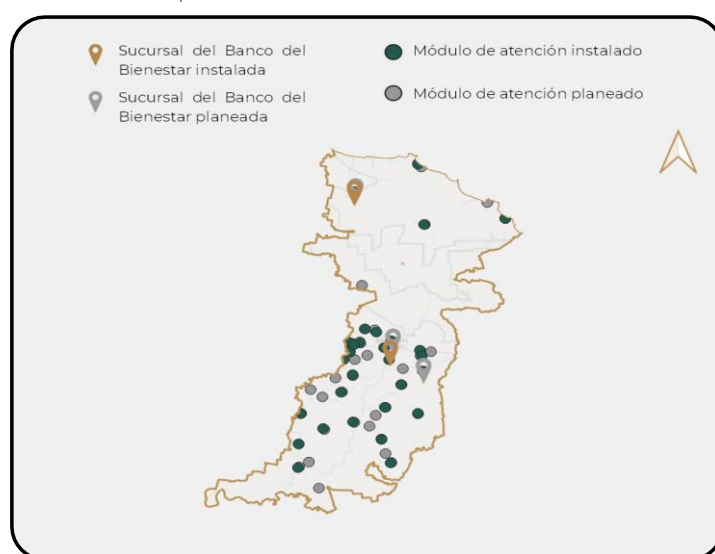 Sucursal del Banco del
Bienestar instalada
Sucursal del Banco del
Bienestar planeada
Módulo de atención instalado
Módulo de atención planeado